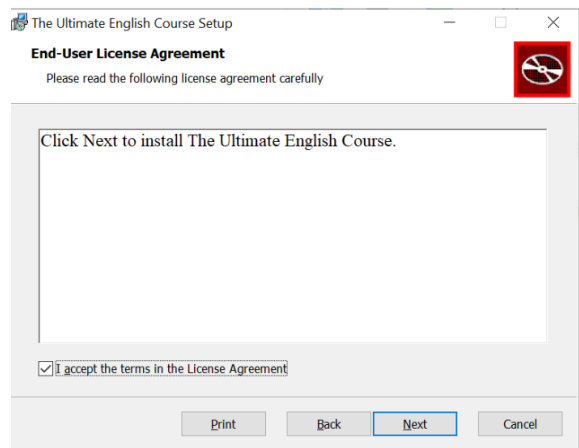 The Ultimate English Course Setup
End-User License Agreement
Please read the following license agreement carefully
Click Next to install The Ultimate English Course.
I accept the terms in the License Agreement
Print Back Next Cancel